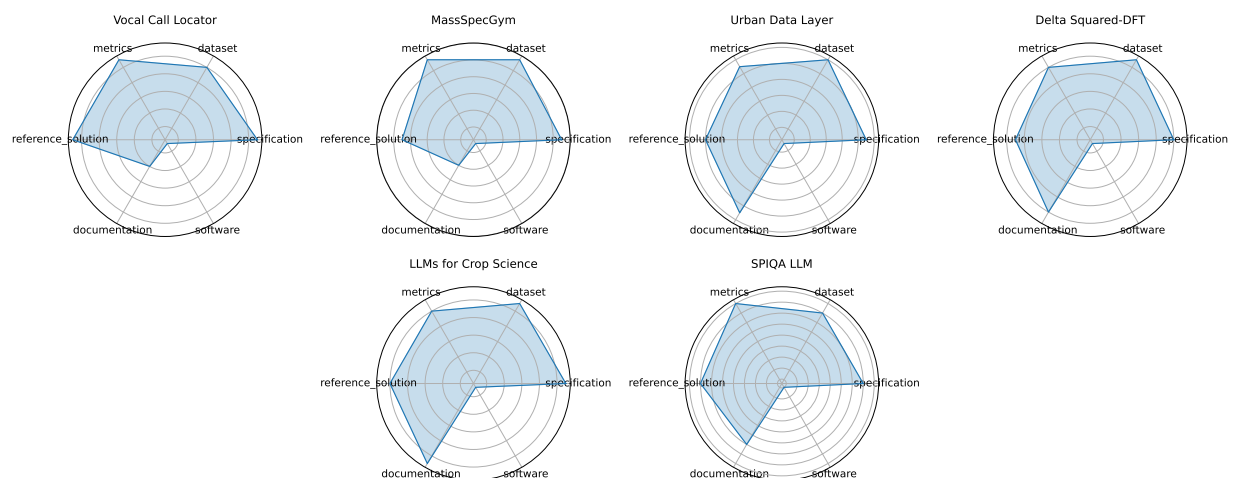 Vocal Call Locator
metrics
dataset
reference_solution
specification
documentation
software
MassSpecGym
metrics
dataset
reference_solution
specification
documentation
software
Urban Data Layer
metrics
dataset
reference_solution
specification
documentation
software
Delta Squared-DFT
metrics
dataset
reference_solution
specification
documentation
software
LLMs for Crop Science
metrics
dataset
reference_solution
specification
documentation
software
SPIQA LLM
metrics
dataset
reference_solution
specification
documentation
software